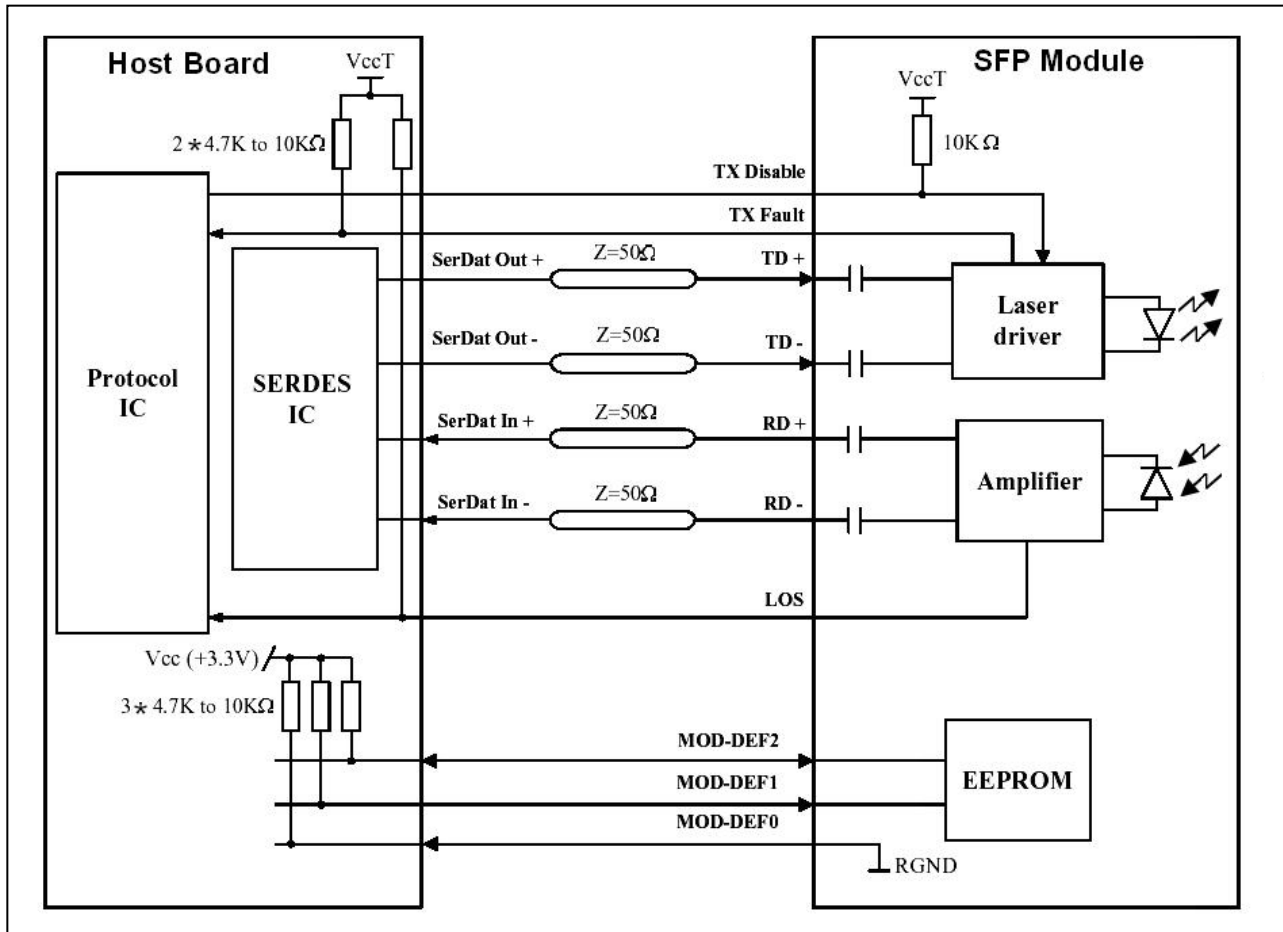 Host Board
SFP Module
VccT
VccT
2*4.7K to 10KΩ
10KΩ
TX Disable
TX Fault
SerDat Out +
Z=50Ω
TD +
Laser driver
SerDat Out -
Z=50Ω
TD -
Protocol IC
SERDES IC
SerDat In +
Z=50Ω
RD +
Amplifier
SerDat In -
Z=50Ω
RD -
LOS
Vcc (+3.3V)
3*4.7K to 10KΩ
MOD-DEF2
MOD-DEF1
EEPROM
MOD-DEF0
RGND